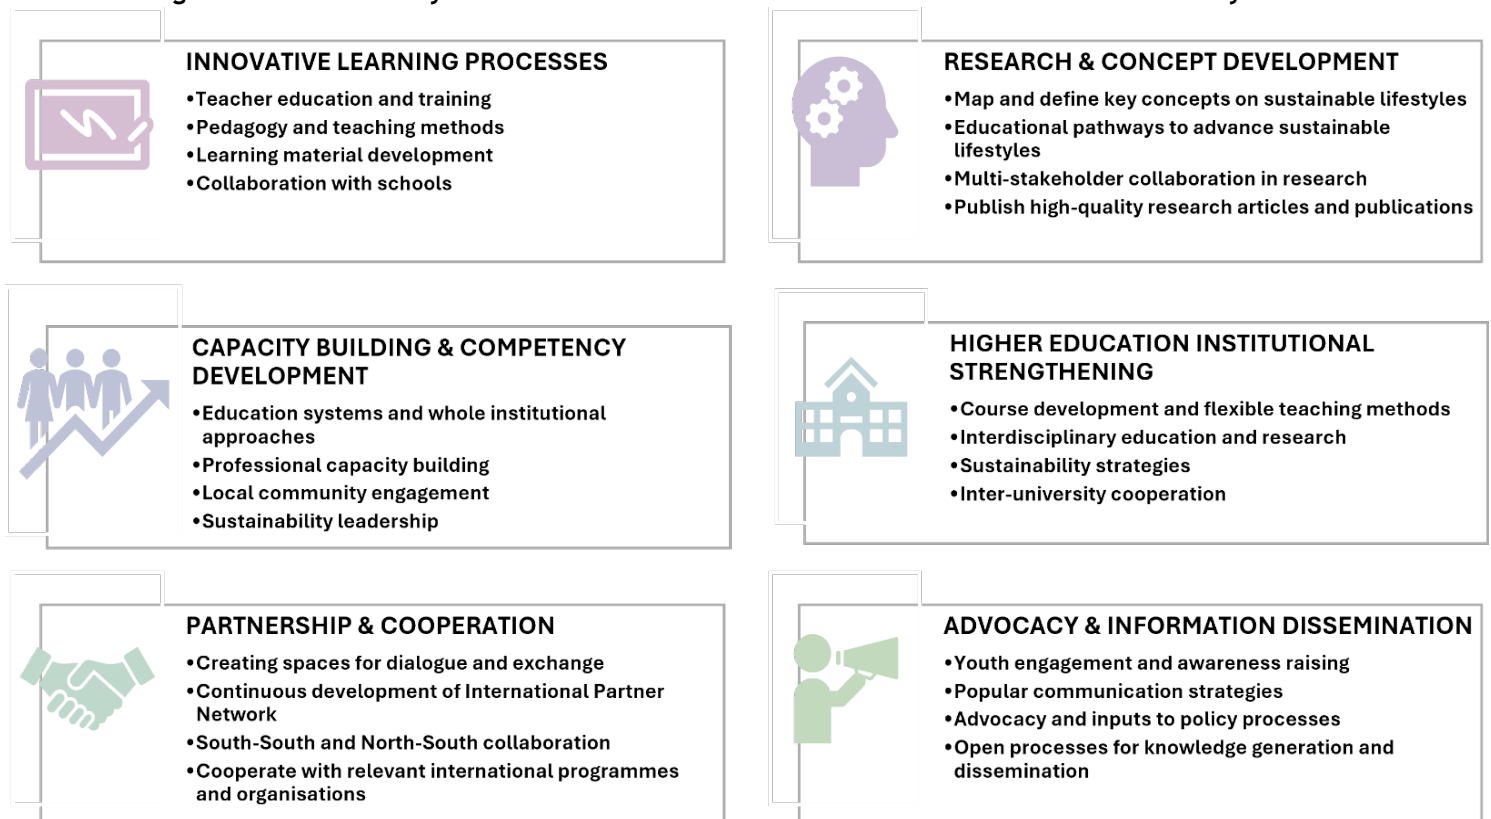 INNOVATIVE LEARNING PROCESSES
•Teacher education and training
•Pedagogy and teaching methods
•Learning material development
•Collaboration with schools
RESEARCH & CONCEPT DEVELOPMENT
•Map and define key concepts on sustainable lifestyles
•Educational pathways to advance sustainable
lifestyles
•Multi-stakeholder collaboration in research
•Publish high-quality research articles and publications
CAPACITY BUILDING & COMPETENCY
DEVELOPMENT
•Education systems and whole institutional
approaches
•Professional capacity building
•Local community engagement
•Sustainability leadership
HIGHER EDUCATION INSTITUTIONAL
STRENGTHENING
•Course development and flexible teaching methods
•Interdisciplinary education and research
•Sustainability strategies
•Inter-university cooperation
PARTNERSHIP & COOPERATION
•Creating spaces for dialogue and exchange
•Continuous development of International Partner
Network
•South-South and North-South collaboration
•Cooperate with relevant international programmes
and organisations
ADVOCACY & INFORMATION DISSEMINATION
•Youth engagement and awareness raising
•Popular communication strategies
•Advocacy and inputs to policy processes
•Open processes for knowledge generation and
dissemination